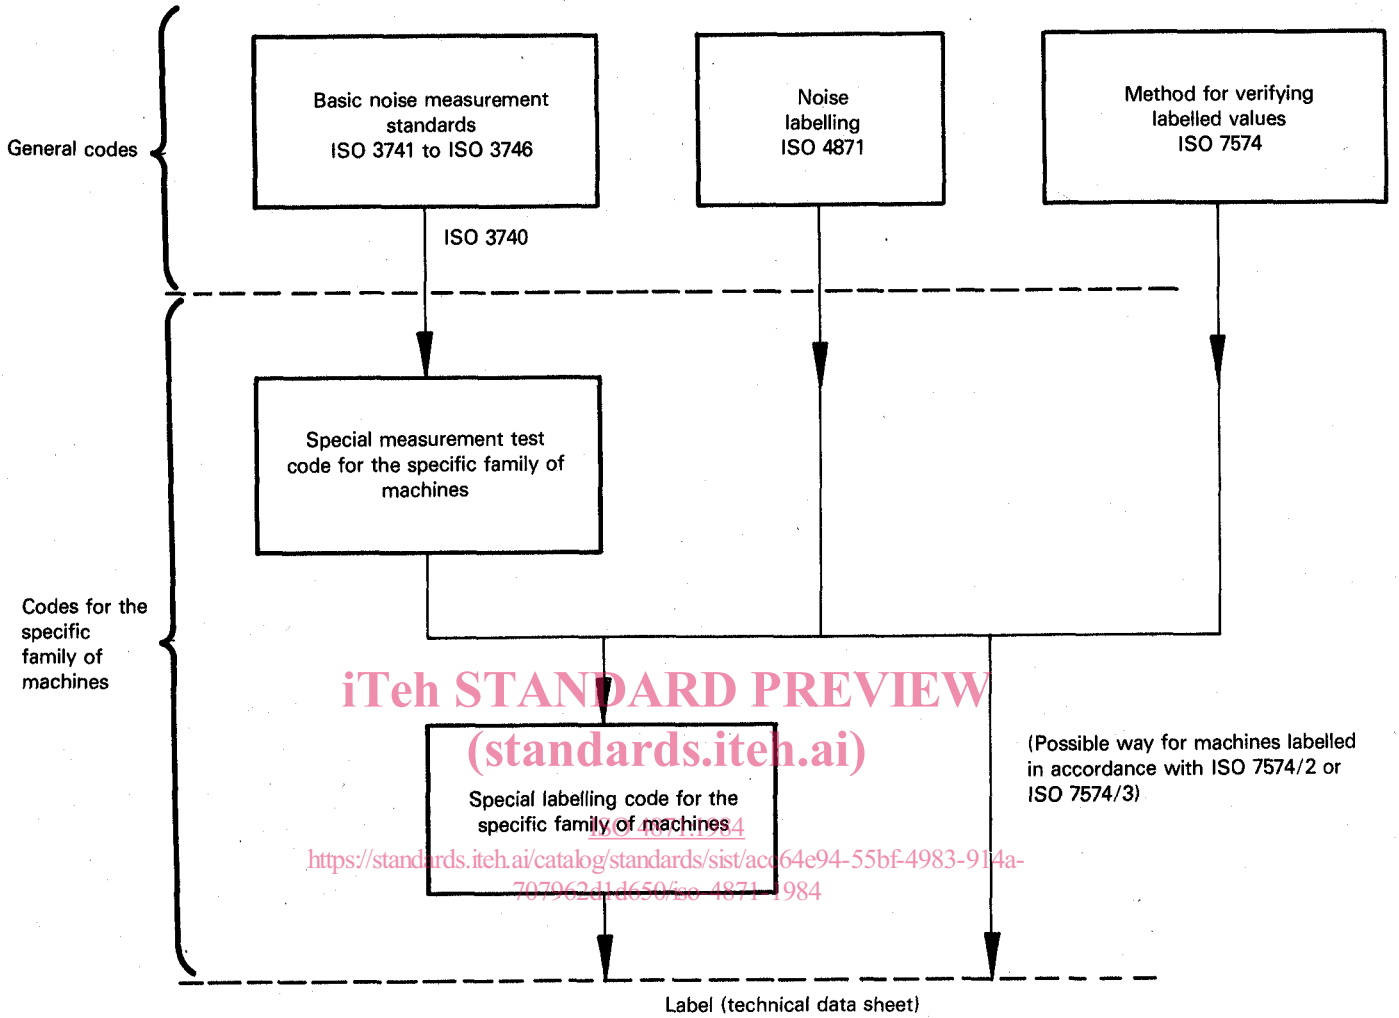 Basic noise measurement
standards
ISO 3741 to ISO 3746
Noise
labelling
ISO 4871
Method for verifying
labelled values
ISO 7574
General codes
ISO 3740
Special measurement test
code for the specific family of
machines
Codes for the
specific
family of
machines
iTeh STANDARD PREVIEW
(standards.iteh.ai)
(Possible way for machines labelled
in accordance with ISO 7574/2 or
ISO 7574/3)
Special labelling code for the
specific family of machines
ISO 4871:1984
https://standards.iteh.ai/catalog/standards/sist/acc64e94-55bf-4983-914a-
707962d1d650/iso-4871-1984
Label (technical data sheet)